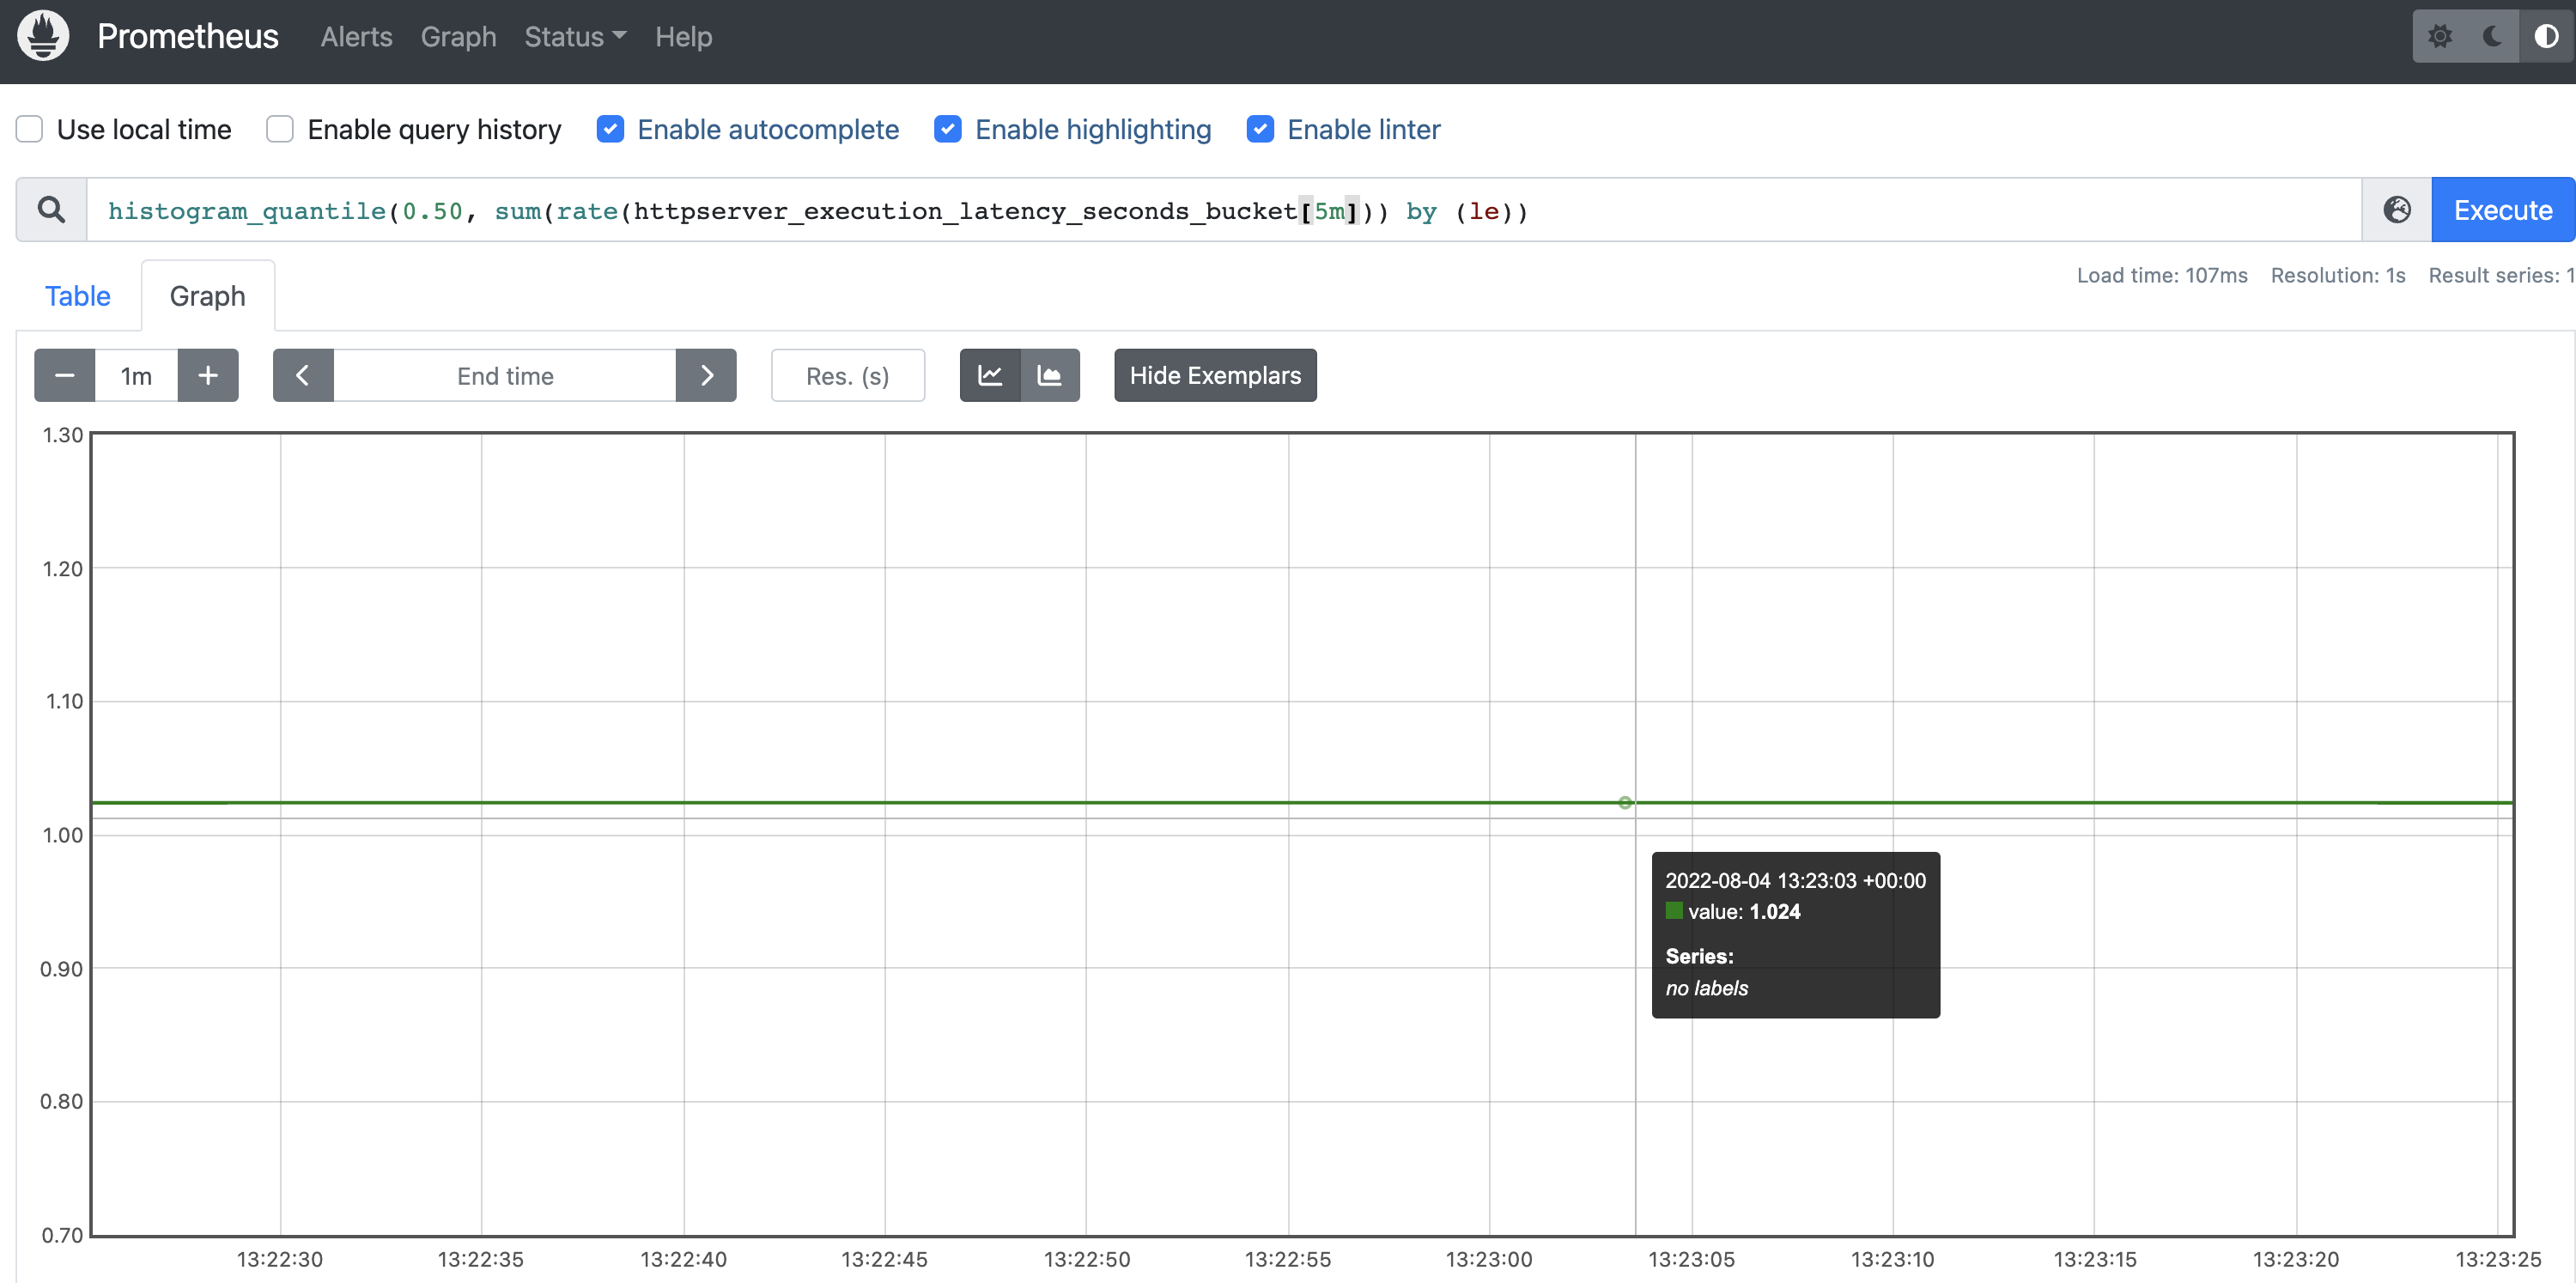 Prometheus Alerts Graph Status Help
Use local time Enable query history Enable autocomplete Enable highlighting Enable linter
histogram_quantile(0.50, sum(rate(httpserver_execution_latency_seconds_bucket[5m])) by (le))
Execute
Table Graph
Load time: 107ms Resolution: 1s Result series: 1
1m End time Res. (s) Hide Exemplars
1.30
1.20
1.10
1.00
0.90
0.80
0.70
2022-08-04 13:23:03 +00:00
value: 1.024
Series:
no labels
13:22:30 13:22:35 13:22:40 13:22:45 13:22:50 13:22:55 13:23:00 13:23:05 13:23:10 13:23:15 13:23:20 13:23:25